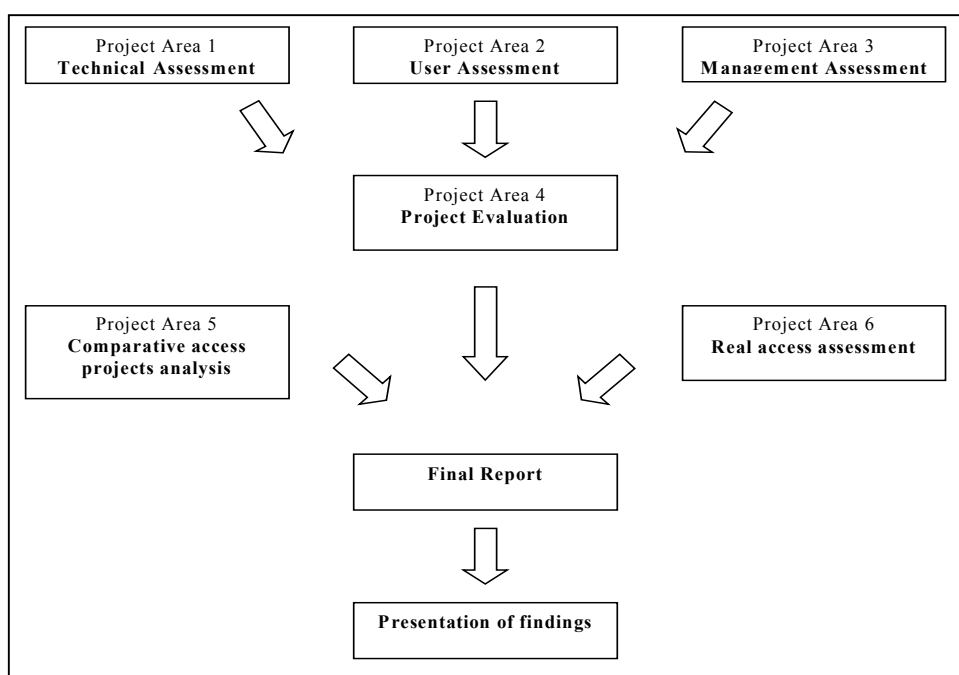 Project Area 1
Technical Assessment
Project Area 2
User Assessment
Project Area 3
Management Assessment
Project Area 4
Project Evaluation
Project Area 5
Comparative access
projects analysis
Project Area 6
Real access assessment
Final Report
Presentation of findings